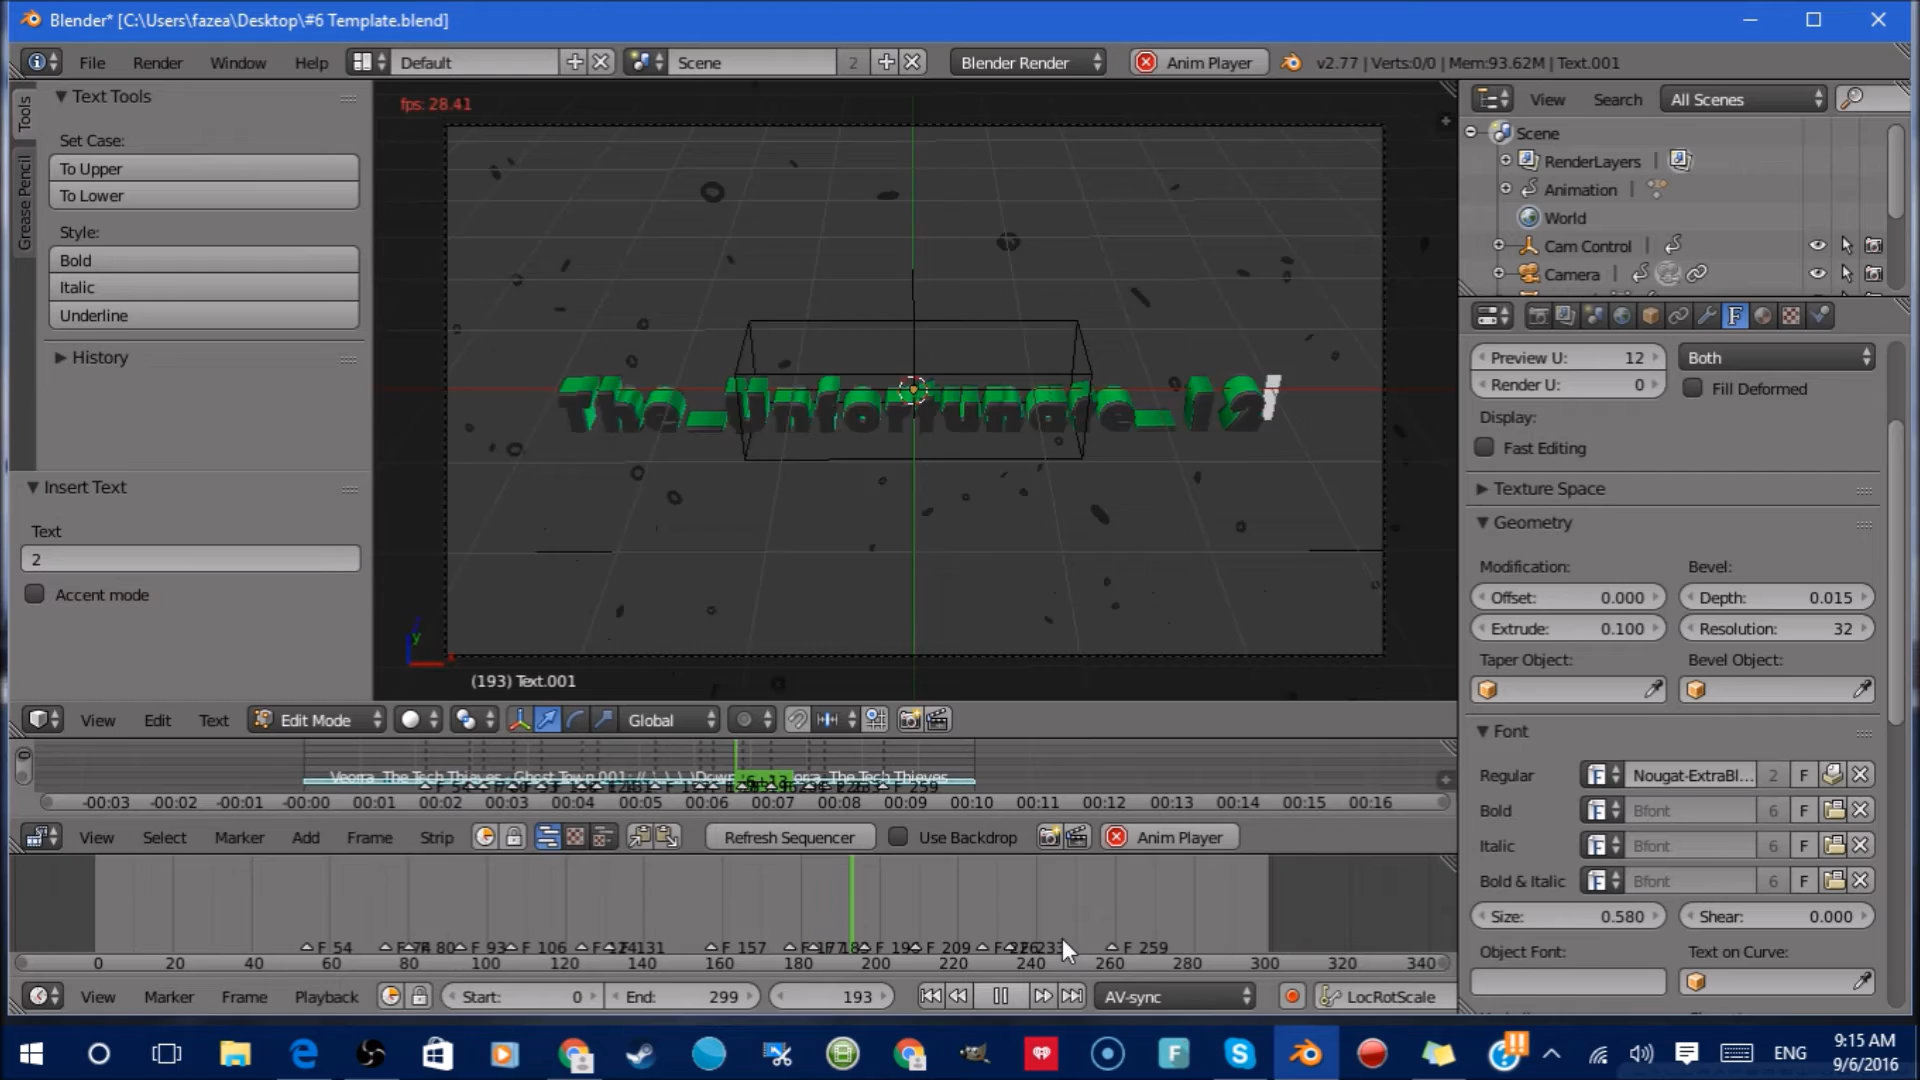 Blender* [C:\Users\fazea\Desktop\#6 Template.blend]
File Render Window Help Default Scene 2 Blender Render Anim Player v2.77 | Verts:0/0 | Mem:93.62M | Text.001
Tools
Grease Pencil
Text Tools
Set Case:
To Upper
To Lower
Style:
Bold
Italic
Underline
History
Insert Text
Text
2
Accent mode
fps: 28.41
The_Unfortunate_12
y
(193) Text.001
View Edit Text Edit Mode Global
View Search All Scenes
Scene
RenderLayers
Animation
World
Cam Control
Camera
Preview U: 12 Both
Render U: 0 Fill Deformed
Display:
Fast Editing
Texture Space
Geometry
Modification: Bevel:
Offset: 0.000 Depth: 0.015
Extrude: 0.100 Resolution: 32
Taper Object: Bevel Object:
Font
Regular Nougat-ExtraBl... 2 F
Bold Bfont 6 F
Italic Bfont 6 F
Bold & Italic Bfont 6 F
Size: 0.580 Shear: 0.000
Object Font: Text on Curve:
0
6+13
-00:03 -00:02 -00:01 -00:00 00:01 00:02 00:03 00:04 00:05 00:06 00:07 00:08 00:09 00:10 00:11 00:12 00:13 00:14 00:15 00:16
View Select Marker Add Frame Strip Refresh Sequencer Use Backdrop Anim Player
F 54 F 80 F 93 F 106 F 131 F 157 F 209 F 259
0 20 40 60 80 100 120 140 160 180 200 220 240 260 280 300 320 340
View Marker Frame Playback Start: 0 End: 299 193 AV-sync LocRotScale
ENG
9:15 AM
9/6/2016